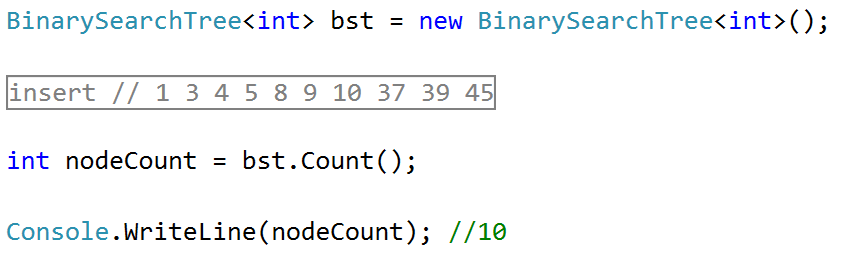 BinarySearchTree<int> bst = new BinarySearchTree<int>();
insert // 1 3 4 5 8 9 10 37 39 45
int nodeCount = bst.Count();
Console.WriteLine(nodeCount); //10